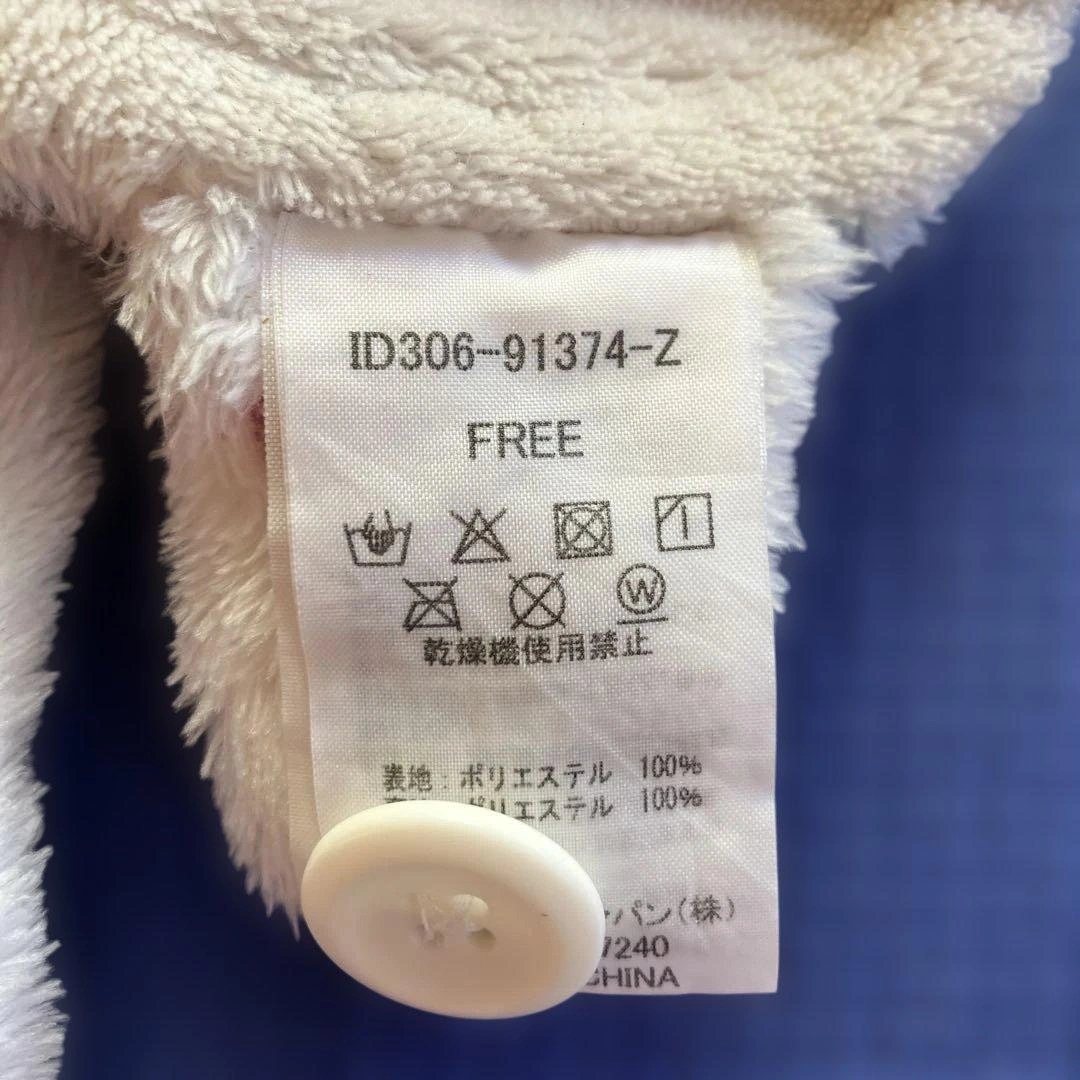 ID306-91374-Z
FREE
W
乾燥機使用禁止
表地:ポリエステル 100%
ポリエステル 100%
パン(株)
7240
CHINA